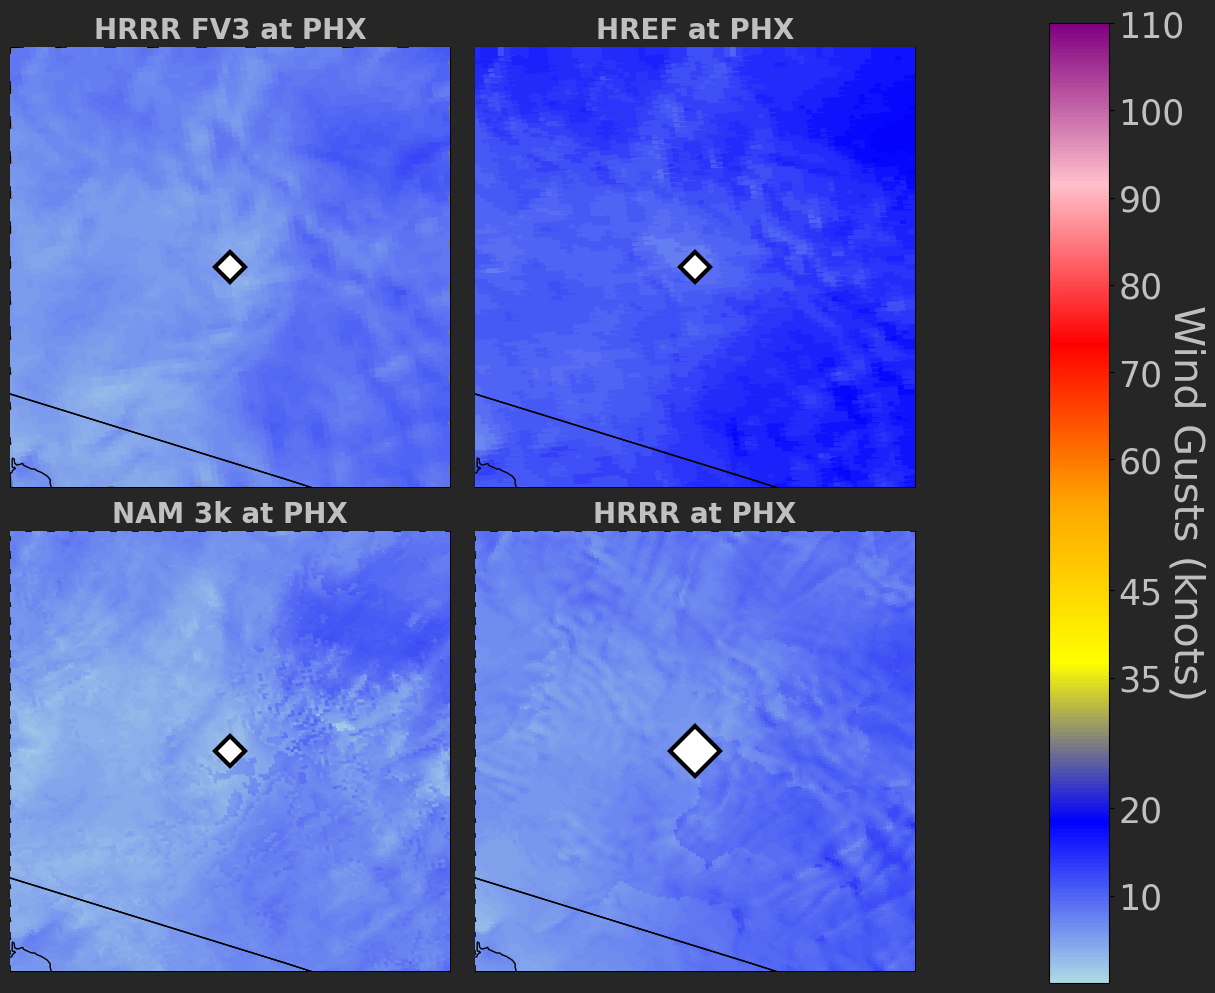 HRRR FV3 at PHX
HREF at PHX
NAM 3k at PHX
HRRR at PHX
110
100
90
80
70
60
45
35
20
10
Wind Gusts (knots)